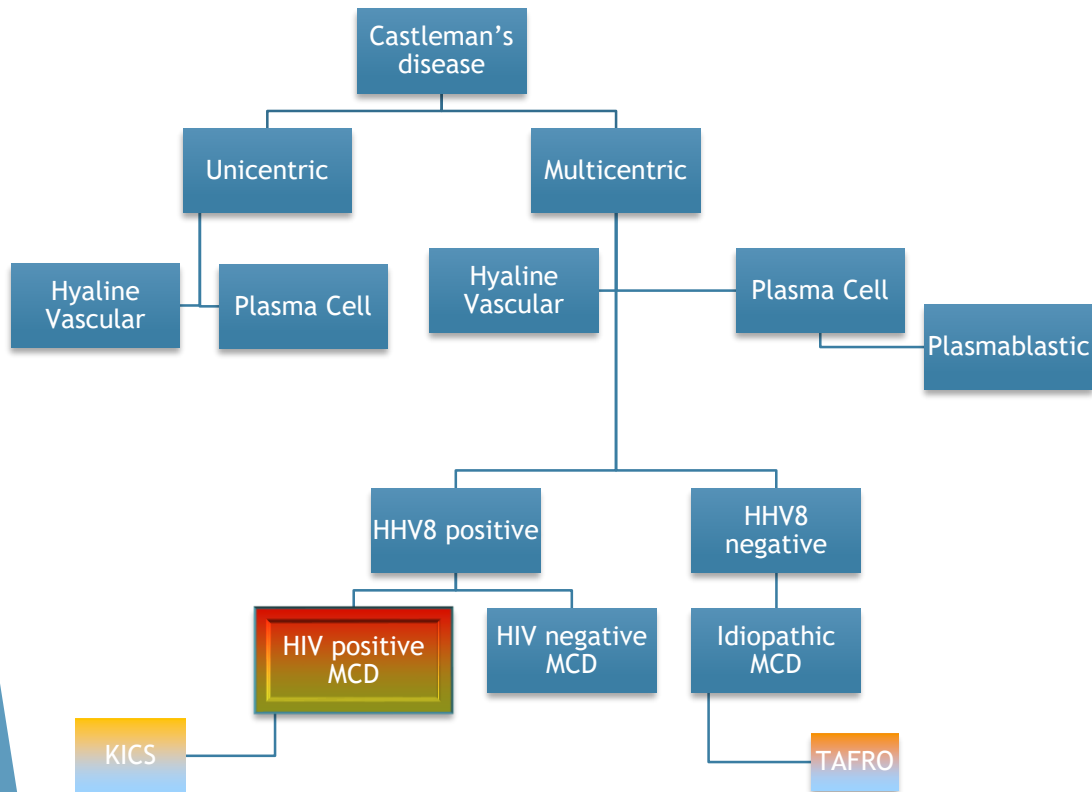 Castleman’s
disease
Unicentric
Multicentric
Hyaline
Vascular
Plasma Cell
Hyaline
Vascular
Plasma Cell
Plasmablastic
HHV8 positive
HHV8
negative
HIV positive
MCD
HIV negative
MCD
Idiopathic
MCD
KICS
TAFRO